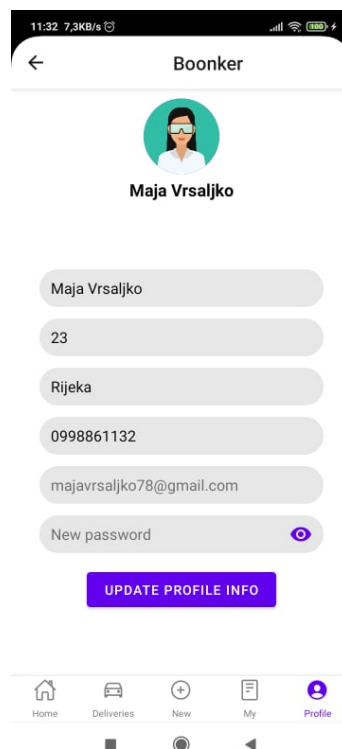 11:32 7,3KB/s
100
Boonker
Maja Vrsaljko
Maja Vrsaljko
23
Rijeka
0998861132
majavrsaljko78@gmail.com
New password
UPDATE PROFILE INFO
Home Deliveries New My Profile